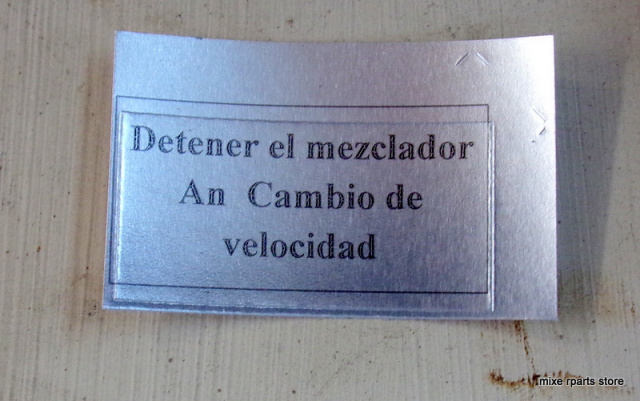 Detener el mezclador
An Cambio de
velocidad
mixe rparts store